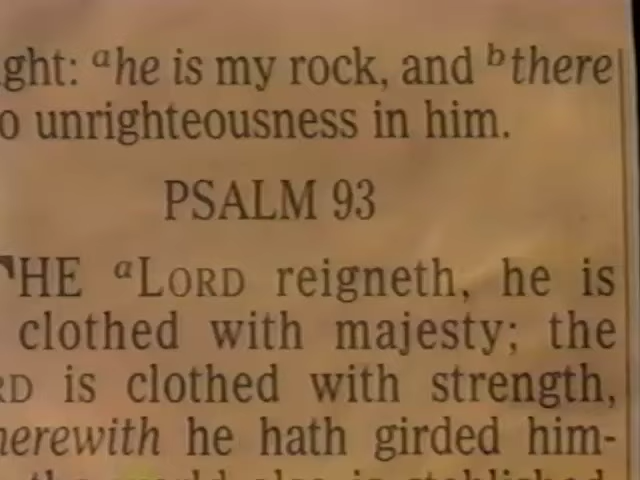 ght: ᵃhe is my rock, and ᵇthere
o unrighteousness in him.
PSALM 93
THE ᵃLORD reigneth, he is
clothed with majesty; the
RD is clothed with strength,
herewith he hath girded him-